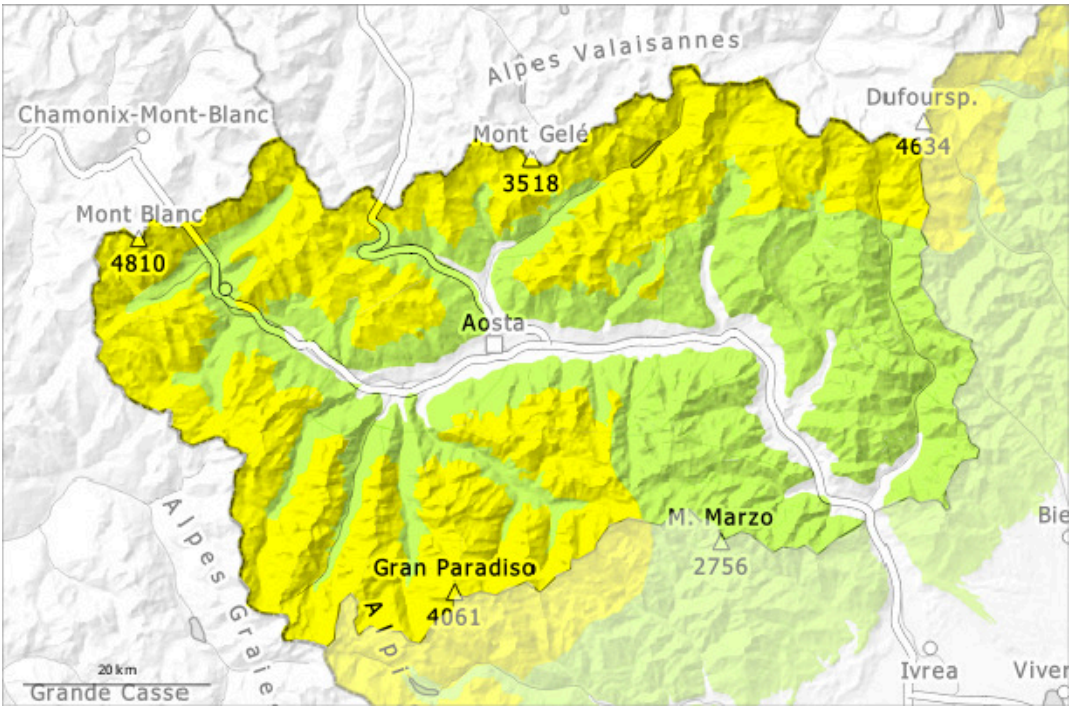 Alpes Valaisannes
Chamonix-Mont-Blanc
Dufoursp.
4634
Mont Gelé
3518
Mont Blanc
4810
Aosta
M. Marzo
2756
Gran Paradiso
4061
Alpes Graie
Alpi
Bie
20 km
Grande Casse
Ivrea
Viver